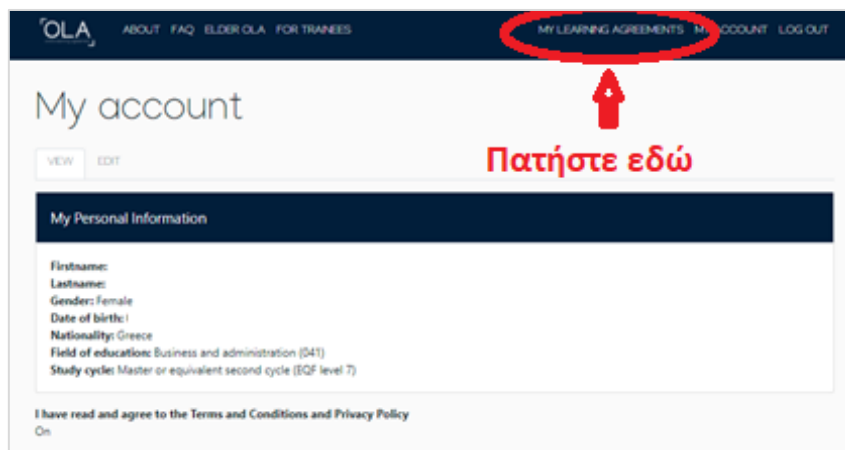 OLA ABOUT FAQ ELDER OLA FOR TRAINEES MY LEARNING AGREEMENTS MY ACCOUNT LOG OUT
My account
Πατήστε εδώ
VIEW EDIT
My Personal Information
Firstname:
Lastname:
Gender: Female
Date of birth:
Nationality: Greece
Field of education: Business and administration (041)
Study cycle: Master or equivalent second cycle (EQF level 7)
I have read and agree to the Terms and Conditions and Privacy Policy
On